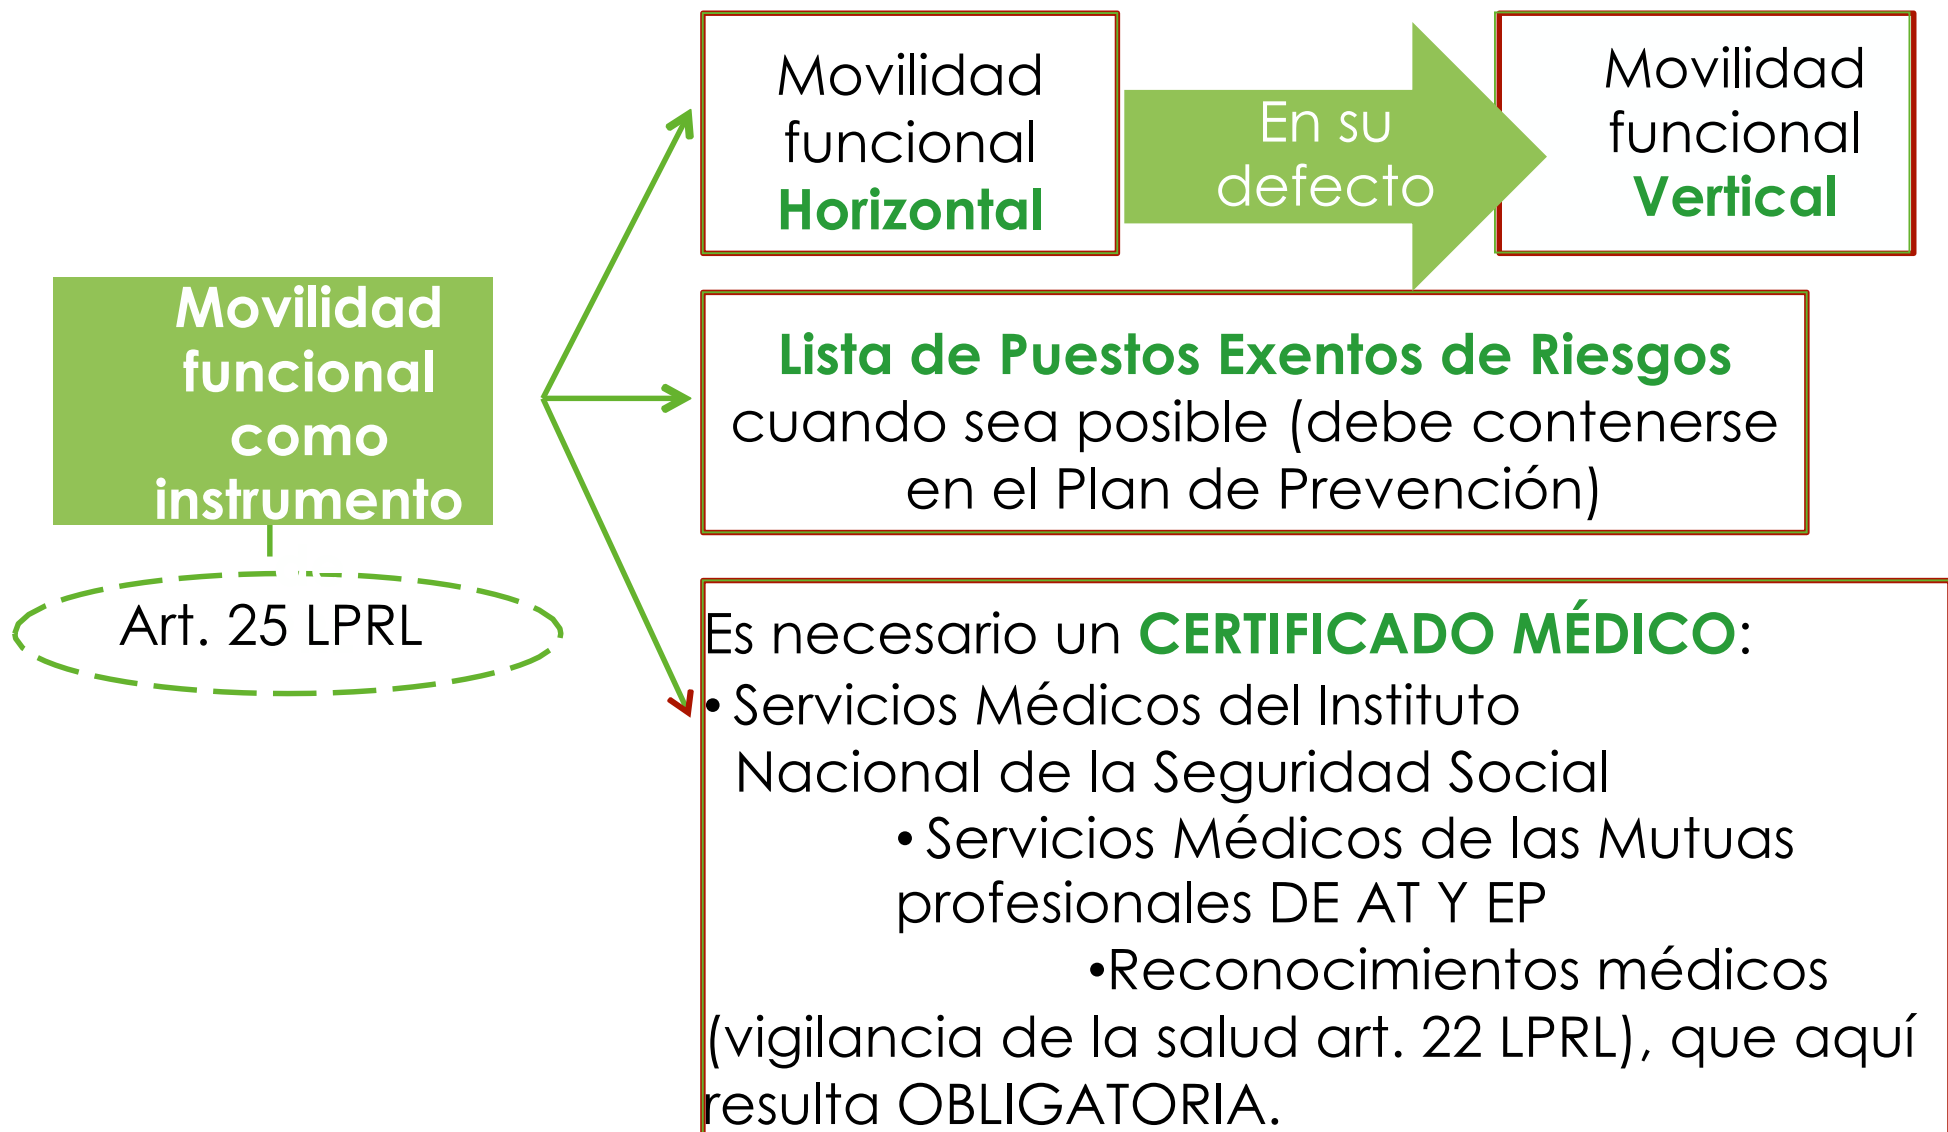 Movilidad
funcional
como
instrumento
Art. 25 LPRL
Movilidad
funcional
Horizontal
En su
defecto
Movilidad
funcional
Vertical
Lista de Puestos Exentos de Riesgos
cuando sea posible (debe contenerse
en el Plan de Prevención)
Es necesario un CERTIFICADO MÉDICO:
• Servicios Médicos del Instituto
Nacional de la Seguridad Social
• Servicios Médicos de las Mutuas
profesionales DE AT Y EP
•Reconocimientos médicos
(vigilancia de la salud art. 22 LPRL), que aquí
resulta OBLIGATORIA.